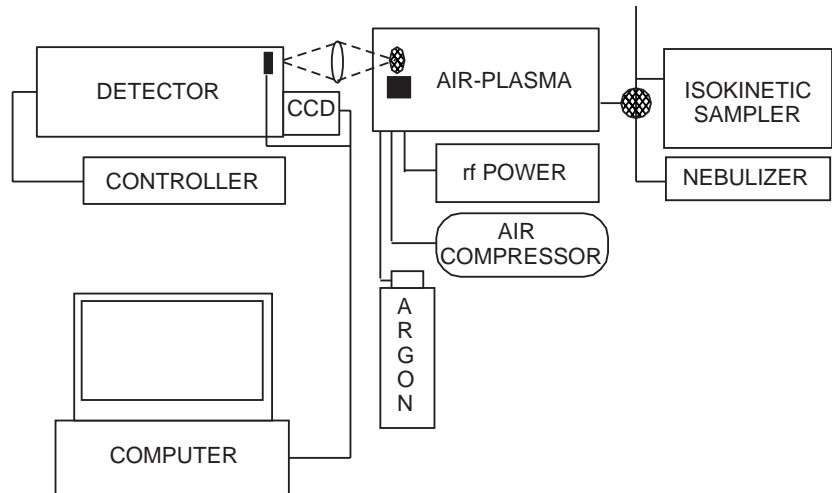 DETECTOR
CCD
CONTROLLER
AIR-PLASMA
ISOKINETIC
SAMPLER
rf POWER
NEBULIZER
AIR
COMPRESSOR
A
R
G
O
N
COMPUTER